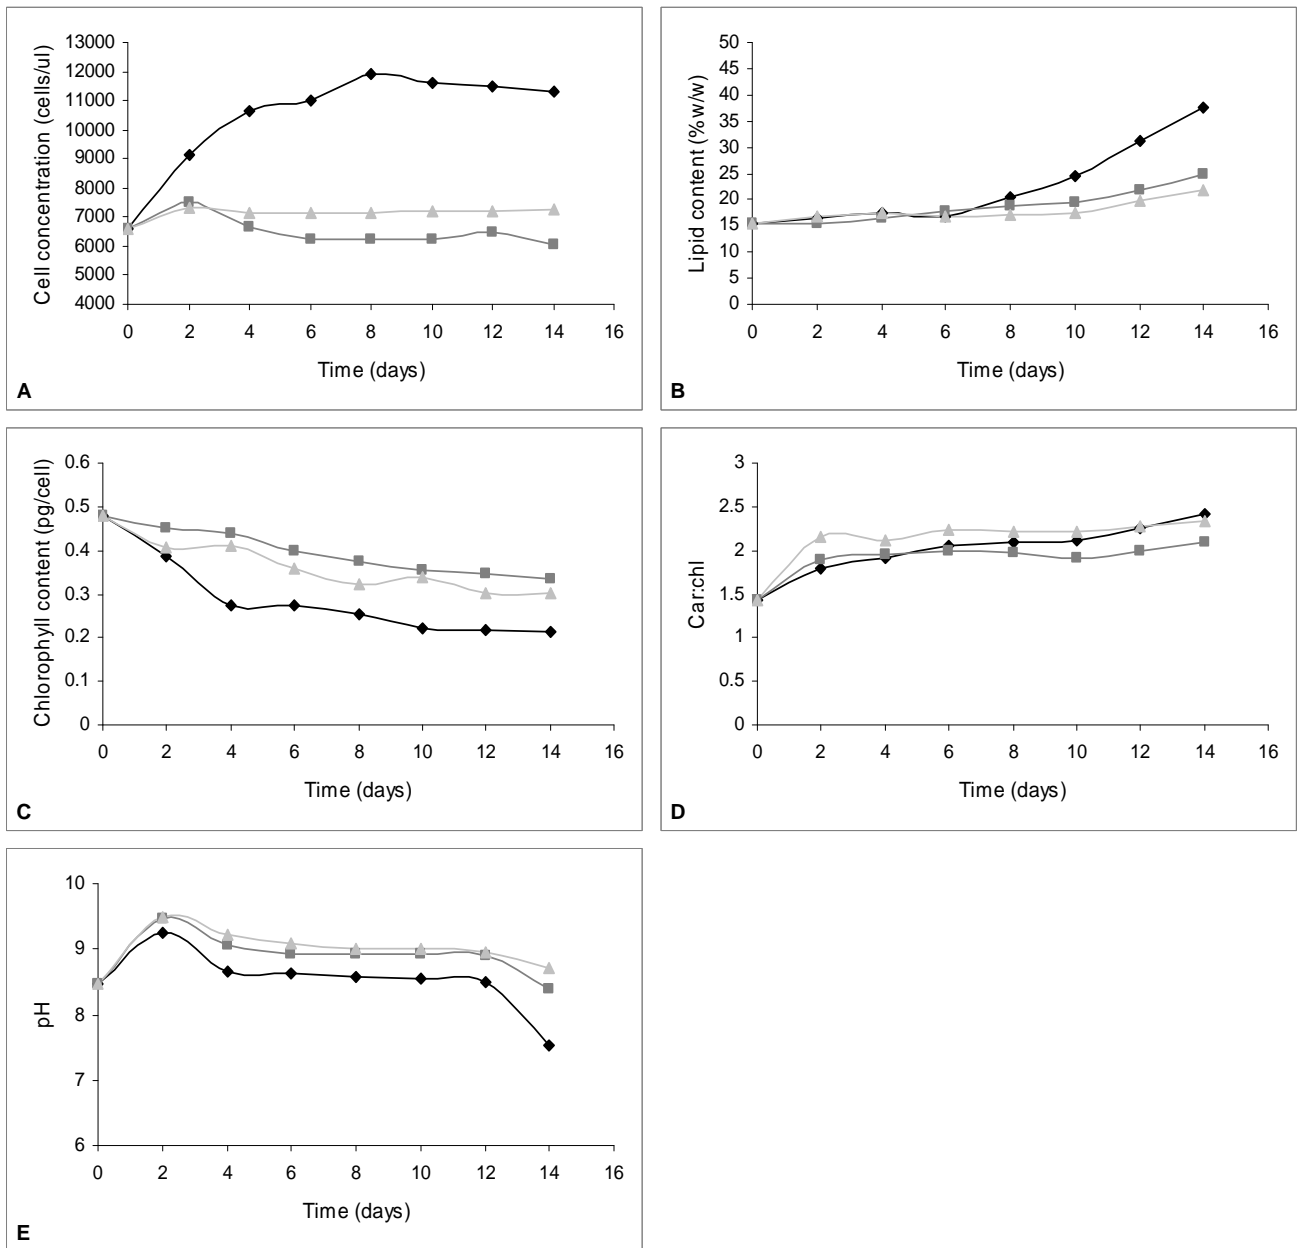 Cell concentration (cells/ul)
13000
12000
11000
10000
9000
8000
7000
6000
5000
4000
0 2 4 6 8 10 12 14 16
Time (days)
A
Lipid content (%w/w)
50
45
40
35
30
25
20
15
10
5
0
0 2 4 6 8 10 12 14 16
Time (days)
B
Chlorophyll content (pg/cell)
0.6
0.5
0.4
0.3
0.2
0.1
0
0 2 4 6 8 10 12 14 16
Time (days)
C
Car:chl
3
2.5
2
1.5
1
0.5
0
0 2 4 6 8 10 12 14 16
Time (days)
D
pH
10
9
8
7
6
0 2 4 6 8 10 12 14 16
Time (days)
E